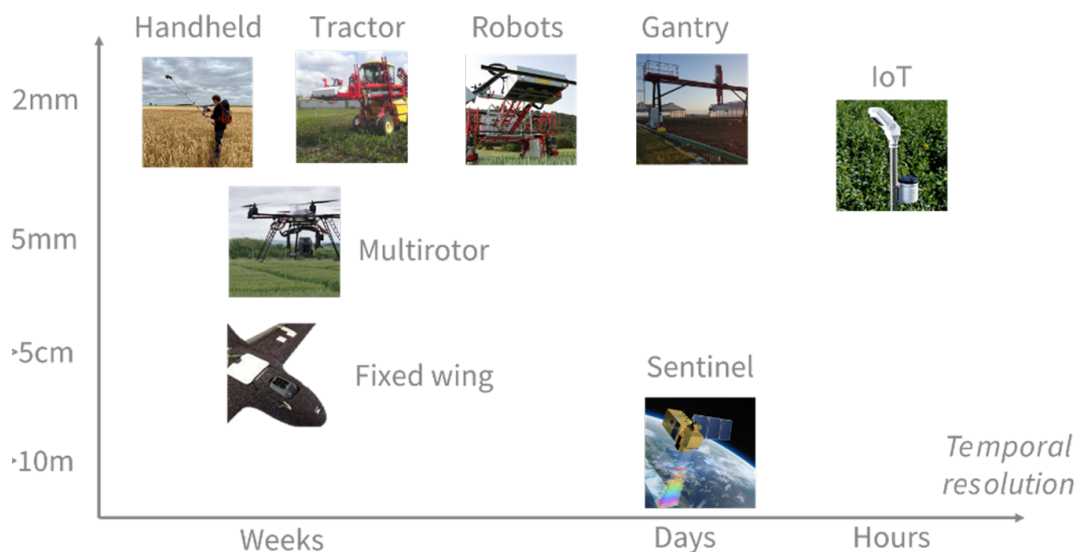 Handheld
Tractor
Robots
Gantry
2mm
IoT
5mm
Multirotor
>5cm
Fixed wing
Sentinel
>10m
Temporal
resolution
Weeks
Days
Hours